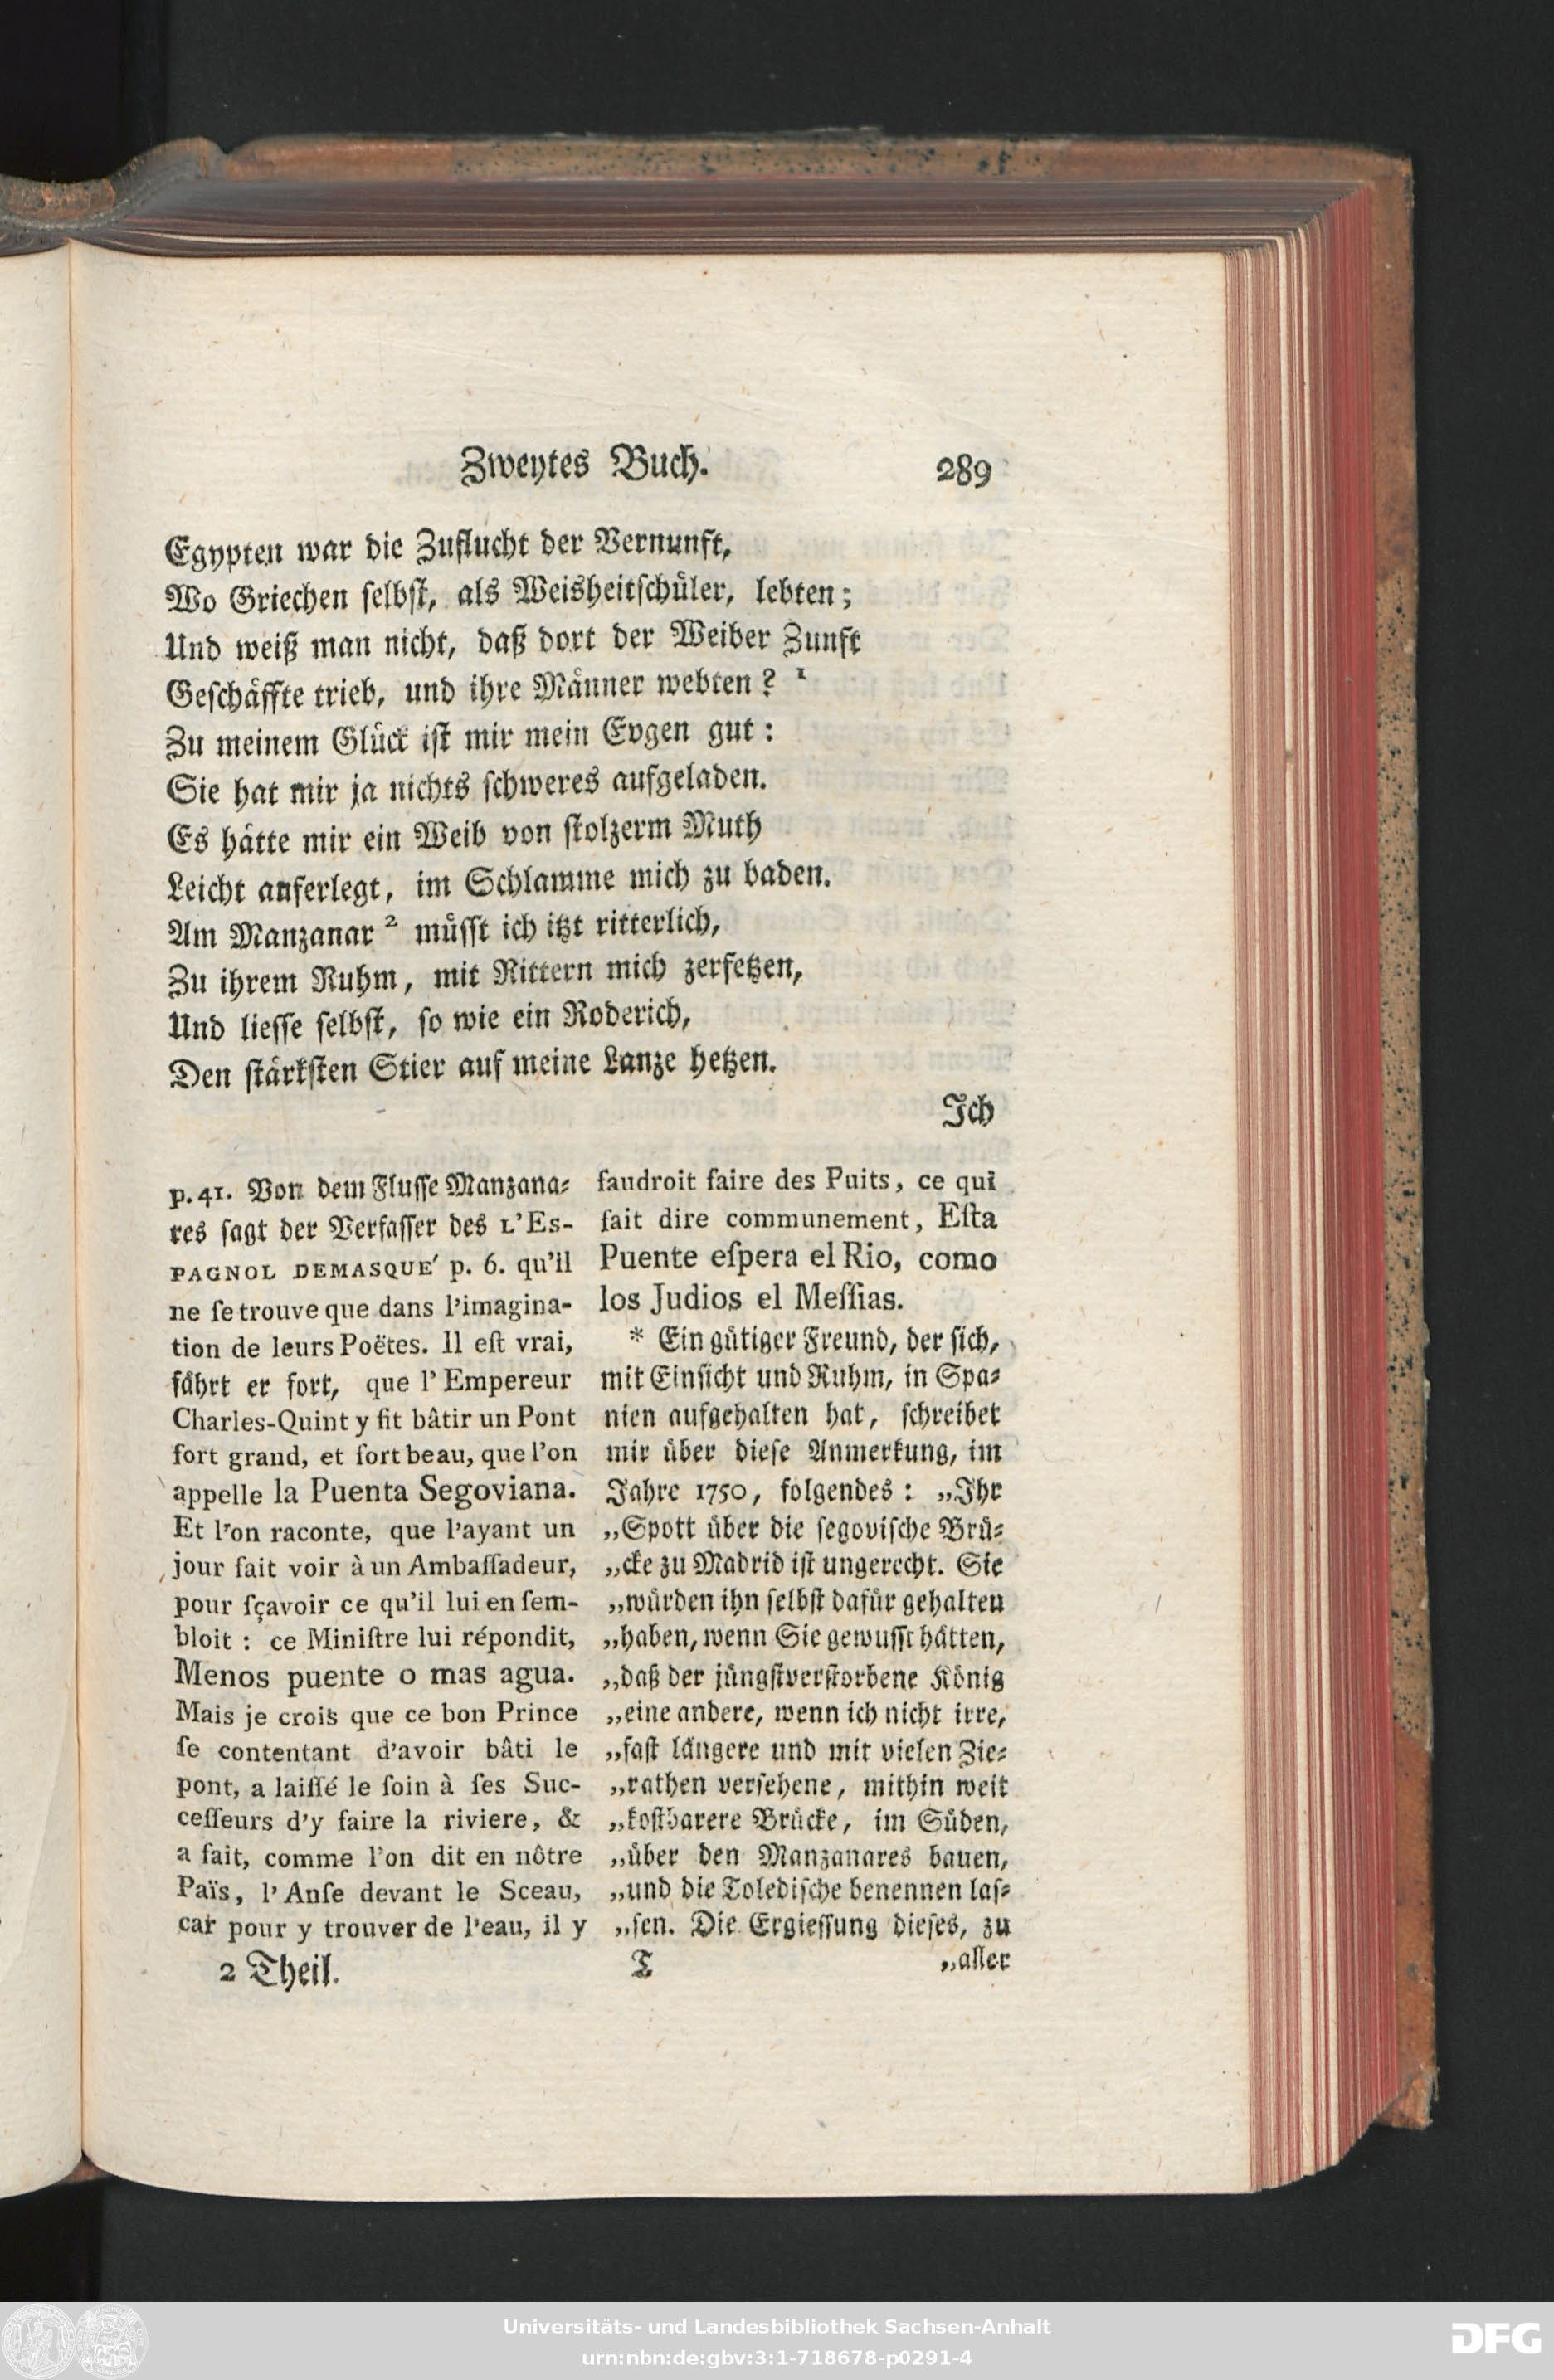 Zweytes Buch. 289
Egypten war die Zuflucht der Vernunft,
Wo Griechen ſelbſt, als Weisheitſchüler, lebten;
Und weiß man nicht, daß dort der Weiber Zunft
Geſchäffte trieb, und ihre Männer webten? ¹
Zu meinem Glück iſt mir mein Evgen gut:
Sie hat mir ja nichts ſchweres aufgeladen.
Es hätte mir ein Weib von ſtolzerm Muth
Leicht auferlegt, im Schlamme mich zu baden.
Am Manzanar ² müſſt ich itzt ritterlich,
Zu ihrem Ruhm, mit Rittern mich zerfetzen,
Und lieſſe ſelbſt, ſo wie ein Roderich,
Den ſtärkſten Stier auf meine Lanze hetzen.
Ich
p. 41. Von dem Fluſſe Manzana⸗
res ſagt der Verfaſſer des L'Es-
PAGNOL DEMASQUÉ p. 6. qu'il
ne ſe trouve que dans l'imagina-
tion de leurs Poëtes. Il eſt vrai,
fährt er fort, que l'Empereur
Charles-Quint y fit bâtir un Pont
fort grand, et fort beau, que l'on
appelle la Puenta Segoviana.
Et l'on raconte, que l'ayant un
jour fait voir à un Ambaſſadeur,
pour ſçavoir ce qu'il lui en ſem-
bloit : ce Miniſtre lui répondit,
Menos puente o mas agua.
Mais je crois que ce bon Prince
ſe contentant d'avoir bâti le
pont, a laiſſé le ſoin à ſes Suc-
ceſſeurs d'y faire la riviere, &
a fait, comme l'on dit en nôtre
Païs, l'Anſe devant le Sceau,
car pour y trouver de l'eau, il y
faudroit faire des Puits, ce qui
fait dire communement, Eſta
Puente eſpera el Rio, como
los Judios el Meſſias.
* Ein gütiger Freund, der ſich,
mit Einſicht und Ruhm, in Spa⸗
nien aufgehalten hat, ſchreibet
mir über dieſe Anmerkung, im
Jahre 1750, folgendes: „Ihr
„Spott über die ſegoviſche Brü⸗
„cke zu Madrid iſt ungerecht. Sie
„würden ihn ſelbſt dafür gehalten
„haben, wenn Sie gewuſſt hätten,
„daß der jüngſtverſtorbene König
„eine andere, wenn ich nicht irre,
„faſt längere und mit vielen Zie⸗
„rathen verſehene, mithin weit
„koſtbarere Brücke, im Süden,
„über den Manzanares bauen,
„und die Toledische benennen laſ⸗
„ſen. Die Ergieſſung dieſes, zu
2 Theil. T „aller
Universitäts- und Landesbibliothek Sachsen-Anhalt
urn:nbn:de:gbv:3:1-718678-p0291-4
DFG